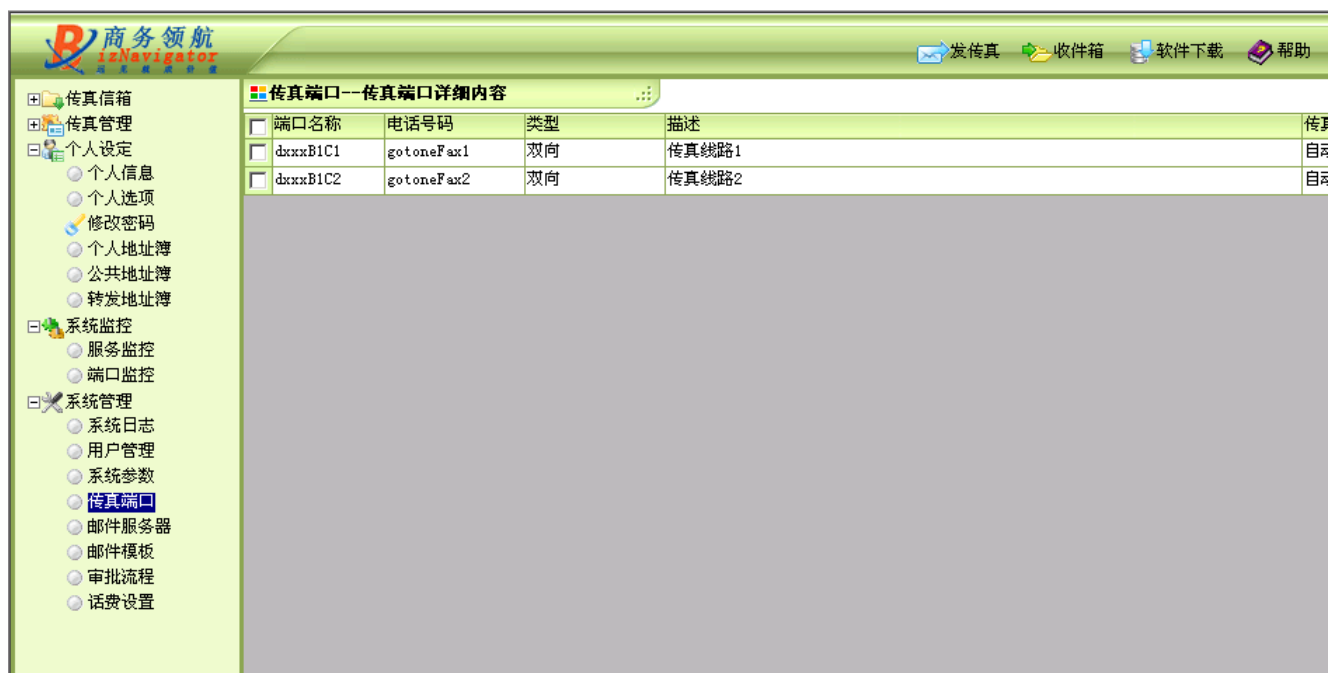 商务领航
izNavigator
发传真 收件箱 软件下载 帮助
传真信箱
传真管理
个人设定
个人信息
个人选项
修改密码
个人地址簿
公共地址簿
转发地址簿
系统监控
服务监控
端口监控
系统管理
系统日志
用户管理
系统参数
传真端口
邮件服务器
邮件模板
审批流程
话费设置
传真端口--传真端口详细内容
端口名称 电话号码 类型 描述 传真
dxxxB1C1 gotoneFax1 双向 传真线路1 自动
dxxxB1C2 gotoneFax2 双向 传真线路2 自动